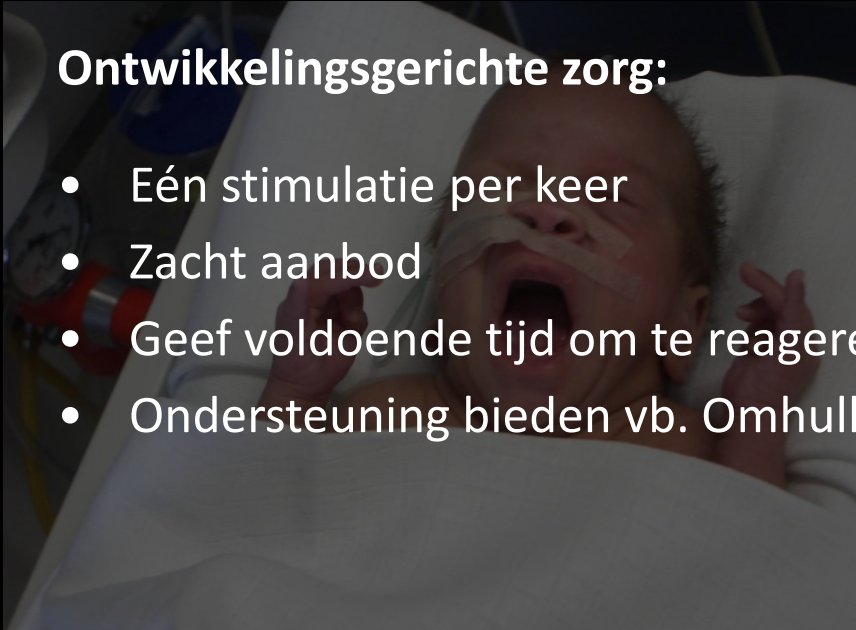 Ontwikkelingsgerichte zorg:
• Eén stimulatie per keer
• Zacht aanbod
• Geef voldoende tijd om te reagere
• Ondersteuning bieden vb. Omhull